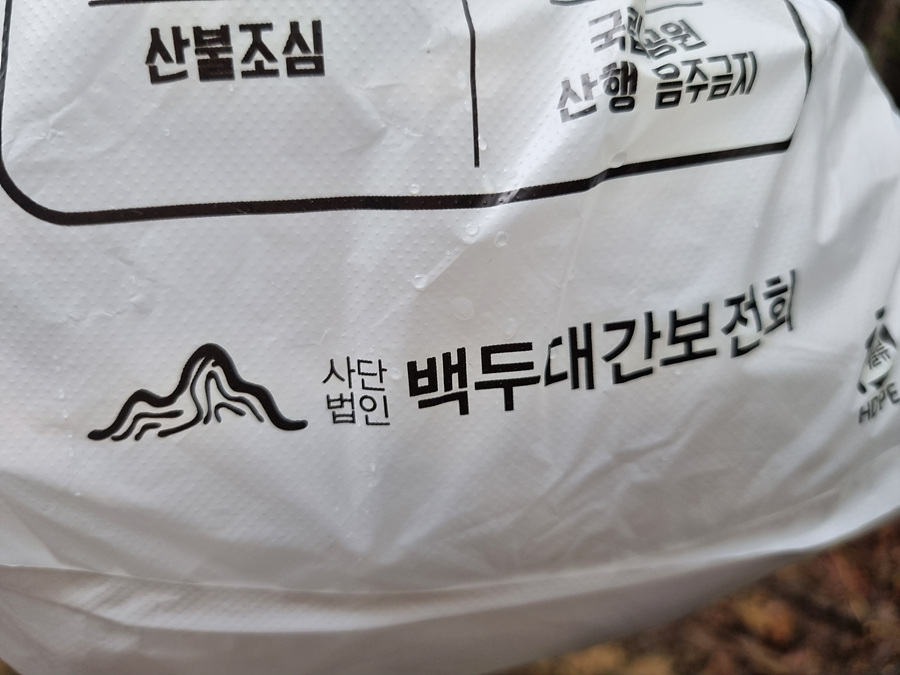 산불조심
국립공원
산행 음주금지
사단
법인
백두대간보전회
HDPE